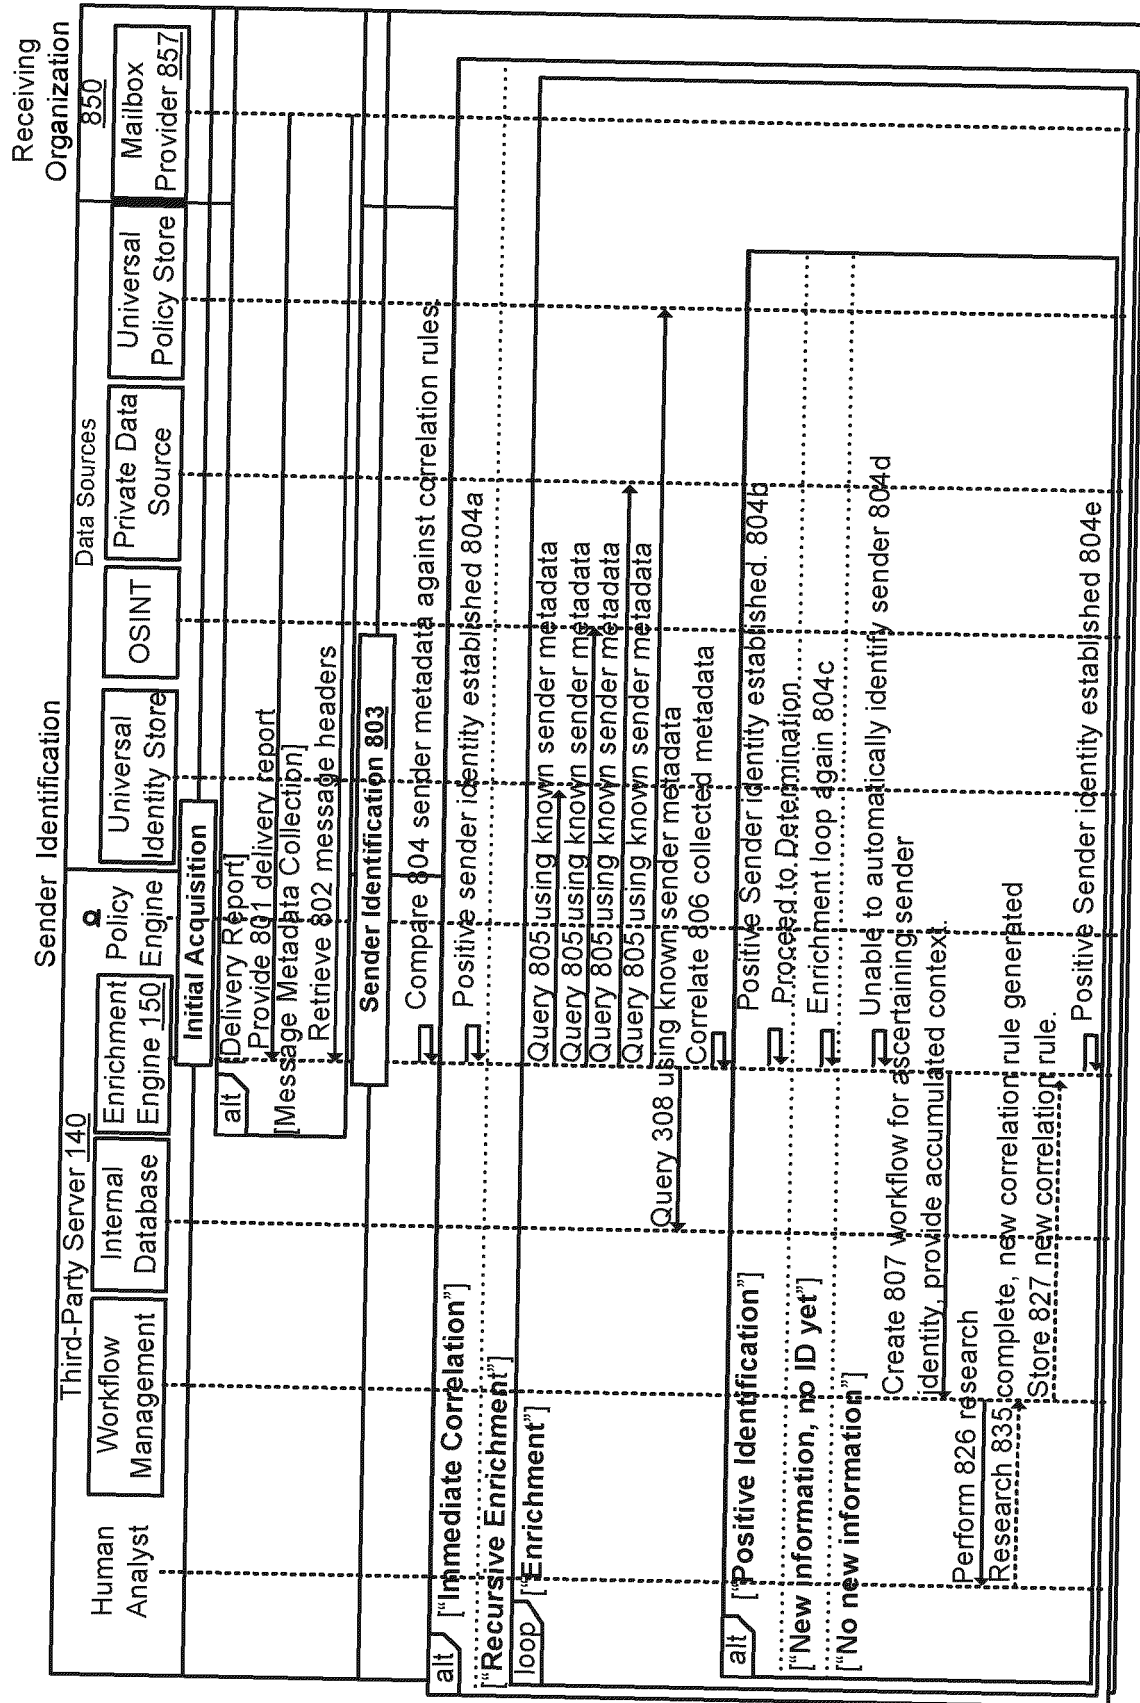 Sender Identification
Third-Party Server 140
Data Sources
Receiving
Organization
850
Human
Analyst
Workflow
Management
Internal
Database
Enrichment
Engine 150
Policy
Engine
Universal
Identity Store
OSINT
Private Data
Source
Universal
Policy Store
Mailbox
Provider 857
Initial Acquisition
alt
[Delivery Report]
Provide 801 delivery report
[Message Metadata Collection]
Retrieve 802 message headers
Sender Identification 803
Compare 804 sender metadata against correlation rules
alt
["Immediate Correlation"]
Positive sender identity established 804a
["Recursive Enrichment"]
loop
["Enrichment"]
Query 805 using known sender metadata
Query 805 using known sender metadata
Query 805 using known sender metadata
Query 805 using known sender metadata
Query 308 using known sender metadata
Correlate 806 collected metadata
alt
["Positive Identification"]
Positive Sender identity established. 804b
Proceed to Determination
["New information, no ID yet"]
Enrichment loop again 804c
["No new information"]
Unable to automatically identify sender 804d
Create 807 workflow for ascertaining sender
identity, provide accumulated context.
Perform 826 research
Research 835 complete, new correlation rule generated
Store 827 new correlation rule.
Positive Sender identity established 804e